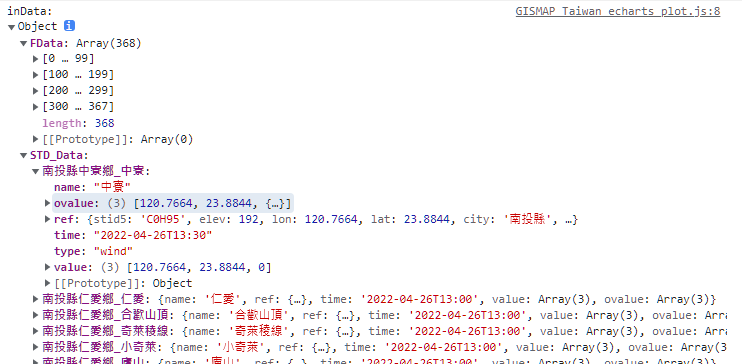 inData: GISMAP_Taiwan_echarts_plot.js:8
▼Object i
▼FData: Array(368)
▶[0 … 99]
▶[100 … 199]
▶[200 … 299]
▶[300 … 367]
length: 368
▶[[Prototype]]: Array(0)
▼STD_Data:
▼南投縣中寮鄉_中寮:
name: "中寮"
▶ovalue: (3) [120.7664, 23.8844, {…}]
▶ref: {stid5: 'C0H95', elev: 192, lon: 120.7664, lat: 23.8844, city: '南投縣', …}
time: "2022-04-26T13:30"
type: "wind"
▶value: (3) [120.7664, 23.8844, 0]
▶[[Prototype]]: Object
▶南投縣仁愛鄉_仁愛: {name: '仁愛', ref: {…}, time: '2022-04-26T13:00', value: Array(3), ovalue: Array(3)}
▶南投縣仁愛鄉_合歡山頂: {name: '合歡山頂', ref: {…}, time: '2022-04-26T13:00', value: Array(3), ovalue: Arra
▶南投縣仁愛鄉_奇萊稜線: {name: '奇萊稜線', ref: {…}, time: '2022-04-26T13:00', value: Array(3), ovalue: Arra
▶南投縣仁愛鄉_小奇萊: {name: '小奇萊', ref: {…}, time: '2022-04-26T13:00', value: Array(3), ovalue: Array(
▶南投縣仁愛鄉_廬山: {name: '廬山', ref: {…}, time: '2022-04-26T13:00', value: Array(3), ovalue: Array(3)}